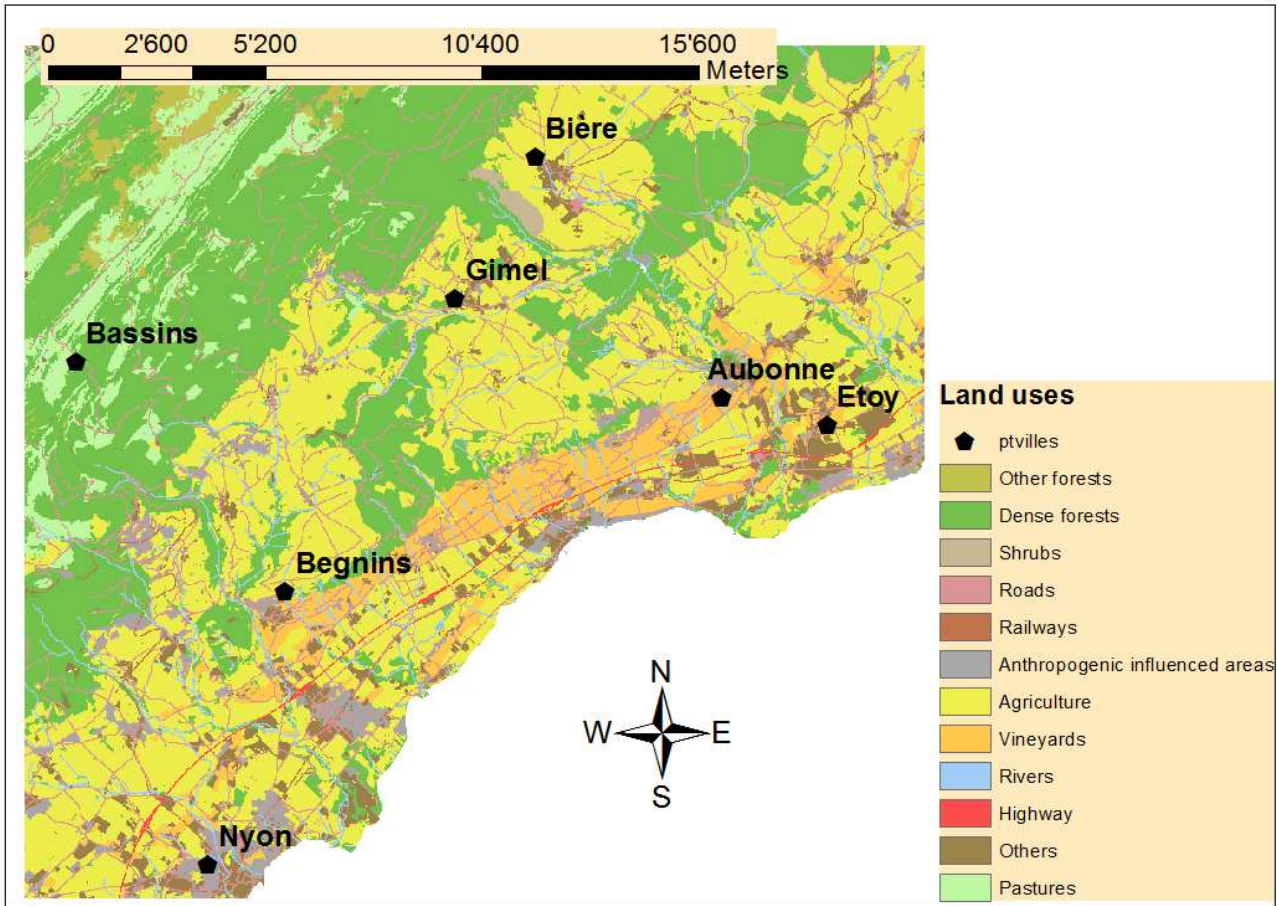 0 2'600 5'200 10'400 15'600
Meters
Bière
Gimel
Bassins
Aubonne
Etoy
Begnins
Nyon
N
W E
S
Land uses
ptvilles
Other forests
Dense forests
Shrubs
Roads
Railways
Anthropogenic influenced areas
Agriculture
Vineyards
Rivers
Highway
Others
Pastures